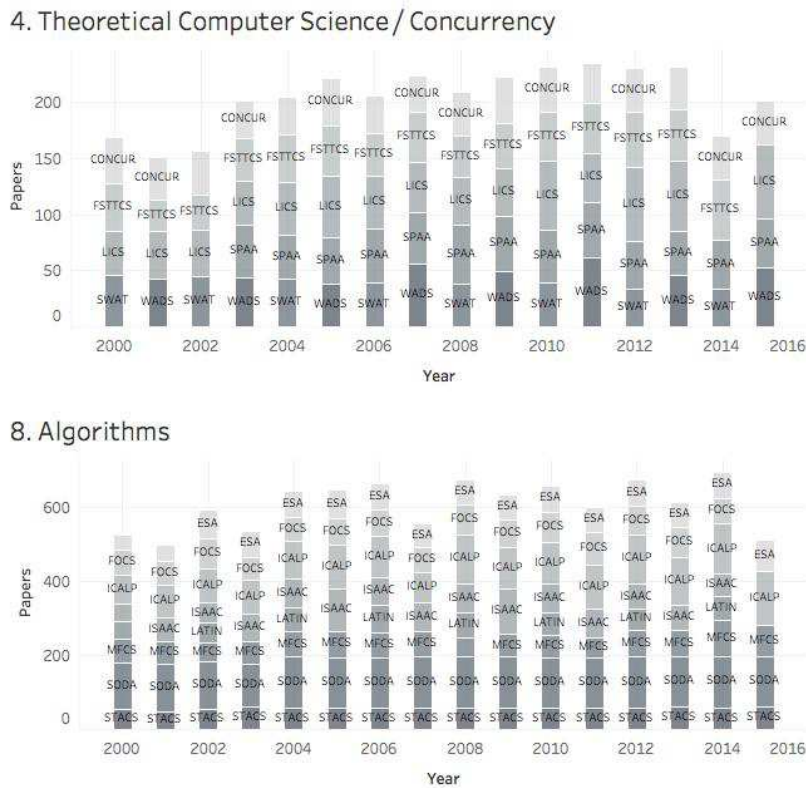 4. Theoretical Computer Science / Concurrency
Papers
200
150
100
50
0
CONCUR CONCUR CONCUR CONCUR CONCUR CONCUR CONCUR CONCUR CONCUR CONCUR
FSTTCS FSTTCS FSTTCS FSTTCS FSTTCS FSTTCS FSTTCS FSTTCS FSTTCS FSTTCS FSTTCS FSTTCS FSTTCS FSTTCS FSTTCS
LICS LICS LICS LICS LICS LICS LICS LICS LICS LICS LICS LICS LICS LICS LICS
SPAA SPAA SPAA SPAA SPAA SPAA SPAA SPAA SPAA SPAA SPAA SPAA SPAA
SWAT WADS SWAT WADS SWAT WADS SWAT WADS SWAT WADS SWAT WADS SWAT WADS SWAT WADS
2000 2002 2004 2006 2008 2010 2012 2014 2016
Year
8. Algorithms
Papers
600
400
200
0
ESA ESA ESA ESA ESA ESA ESA ESA ESA ESA ESA ESA ESA ESA
FOCS FOCS FOCS FOCS FOCS FOCS FOCS FOCS FOCS FOCS FOCS FOCS FOCS FOCS FOCS
ICALP ICALP ICALP ICALP ICALP ICALP ICALP ICALP ICALP ICALP ICALP ICALP ICALP ICALP ICALP ICALP
ISAAC ISAAC ISAAC ISAAC ISAAC ISAAC ISAAC ISAAC ISAAC ISAAC ISAAC ISAAC ISAAC ISAAC
LATIN LATIN LATIN LATIN LATIN LATIN LATIN
MFCS MFCS MFCS MFCS MFCS MFCS MFCS MFCS MFCS MFCS MFCS MFCS MFCS MFCS MFCS
SODA SODA SODA SODA SODA SODA SODA SODA SODA SODA SODA SODA SODA SODA SODA SODA
STACS STACS STACS STACS STACS STACS STACS STACS STACS STACS STACS STACS STACS STACS STACS STACS
2000 2002 2004 2006 2008 2010 2012 2014 2016
Year